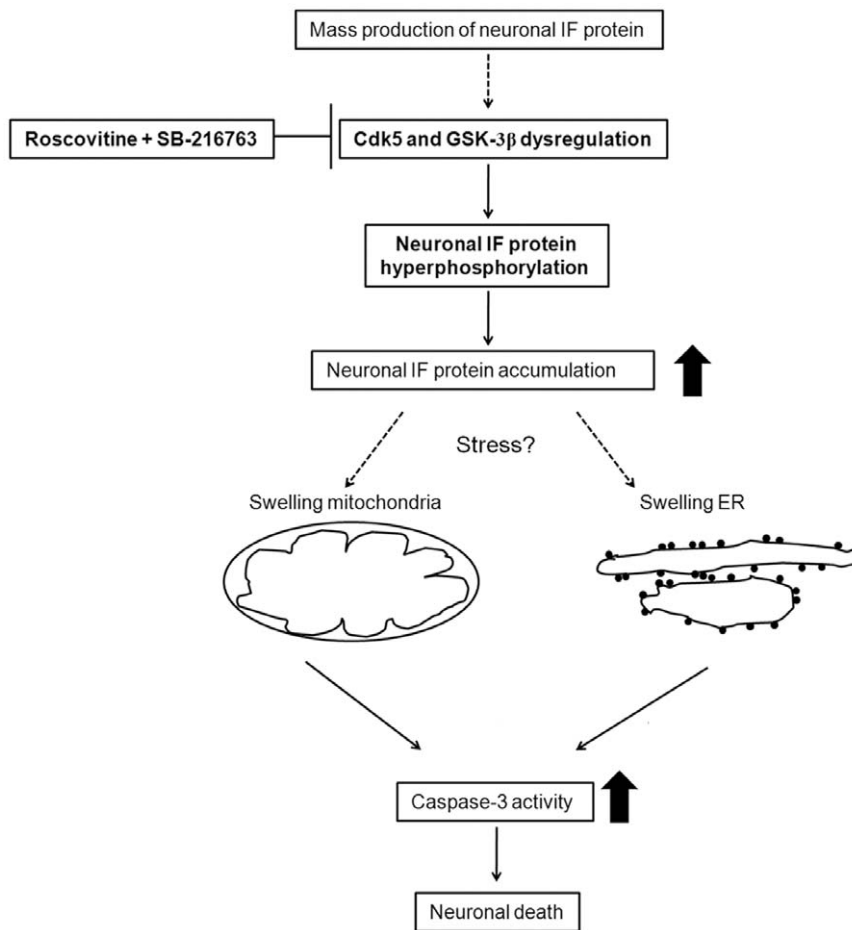 Mass production of neuronal IF protein
Roscovitine + SB-216763
Cdk5 and GSK-3β dysregulation
Neuronal IF protein
hyperphosphorylation
Neuronal IF protein accumulation
Stress?
Swelling mitochondria
Swelling ER
Caspase-3 activity
Neuronal death